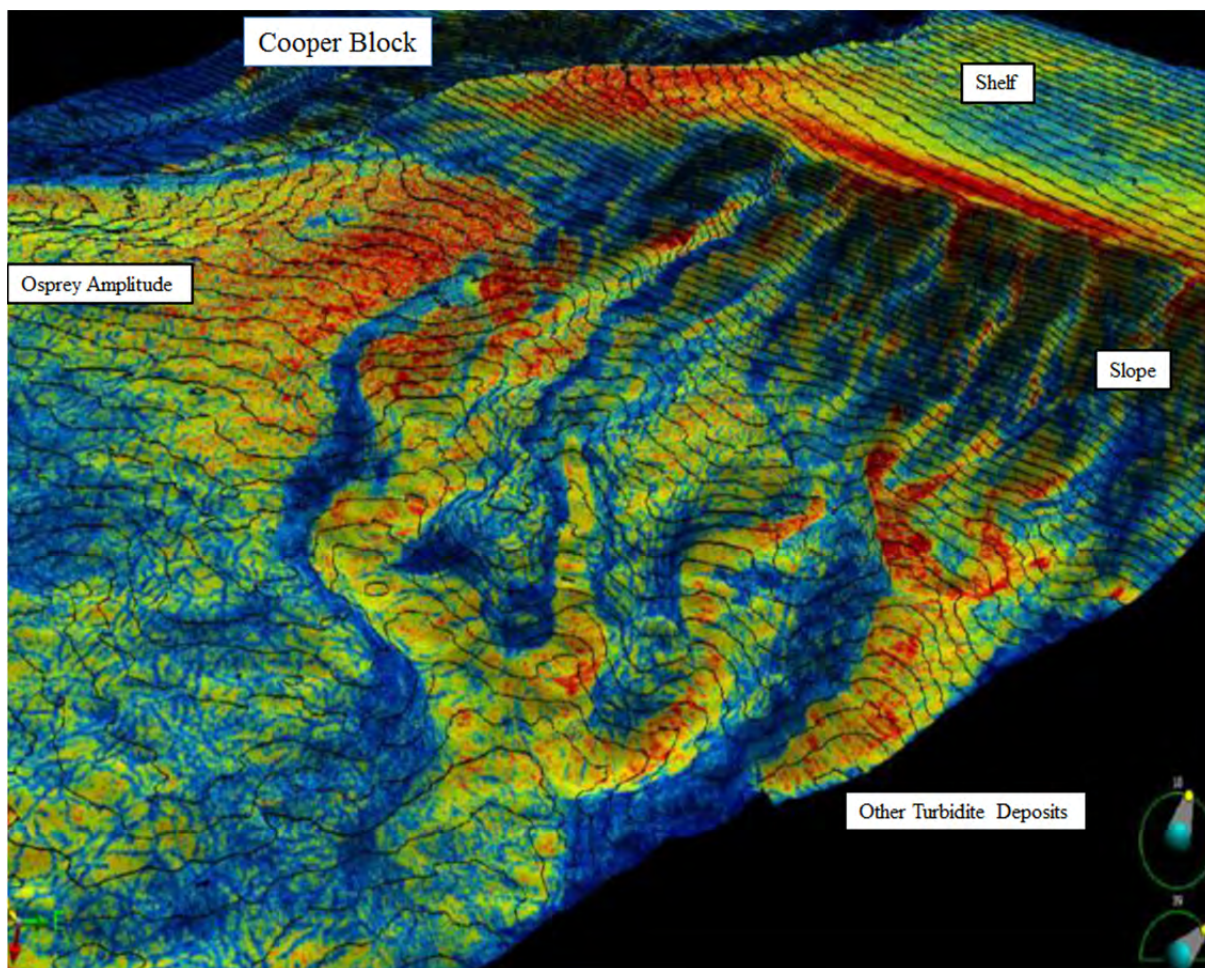 Cooper Block
Shelf
Osprey Amplitude
Slope
Other Turbidite Deposits